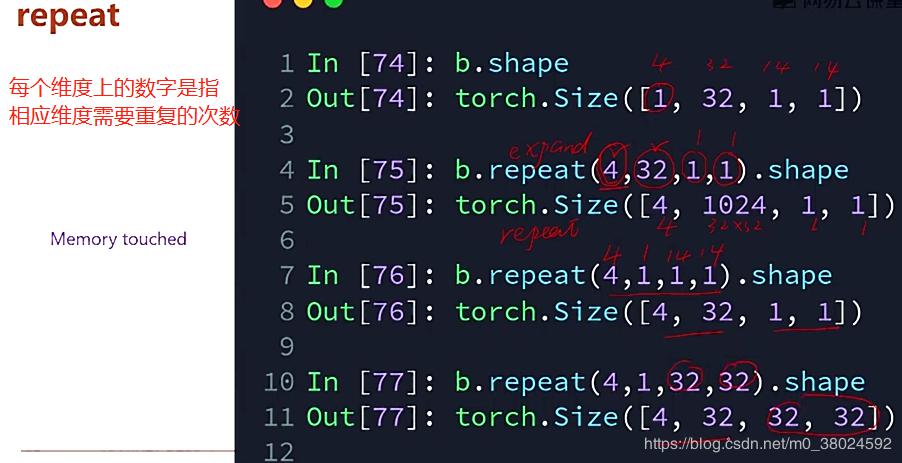 repeat
每个维度上的数字是指
相应维度需要重复的次数
Memory touched
4 32 14 14
1 In [74]: b.shape
2 Out[74]: torch.Size([1, 32, 1, 1])
3
expand 1 1
4 In [75]: b.repeat(4,32,1,1).shape
5 Out[75]: torch.Size([4, 1024, 1, 1])
repeat 4 32×32 1 1
6
4 1 14 14
7 In [76]: b.repeat(4,1,1,1).shape
8 Out[76]: torch.Size([4, 32, 1, 1])
9
10 In [77]: b.repeat(4,1,32,32).shape
11 Out[77]: torch.Size([4, 32, 32, 32])
12
https://blog.csdn.net/m0_38024592